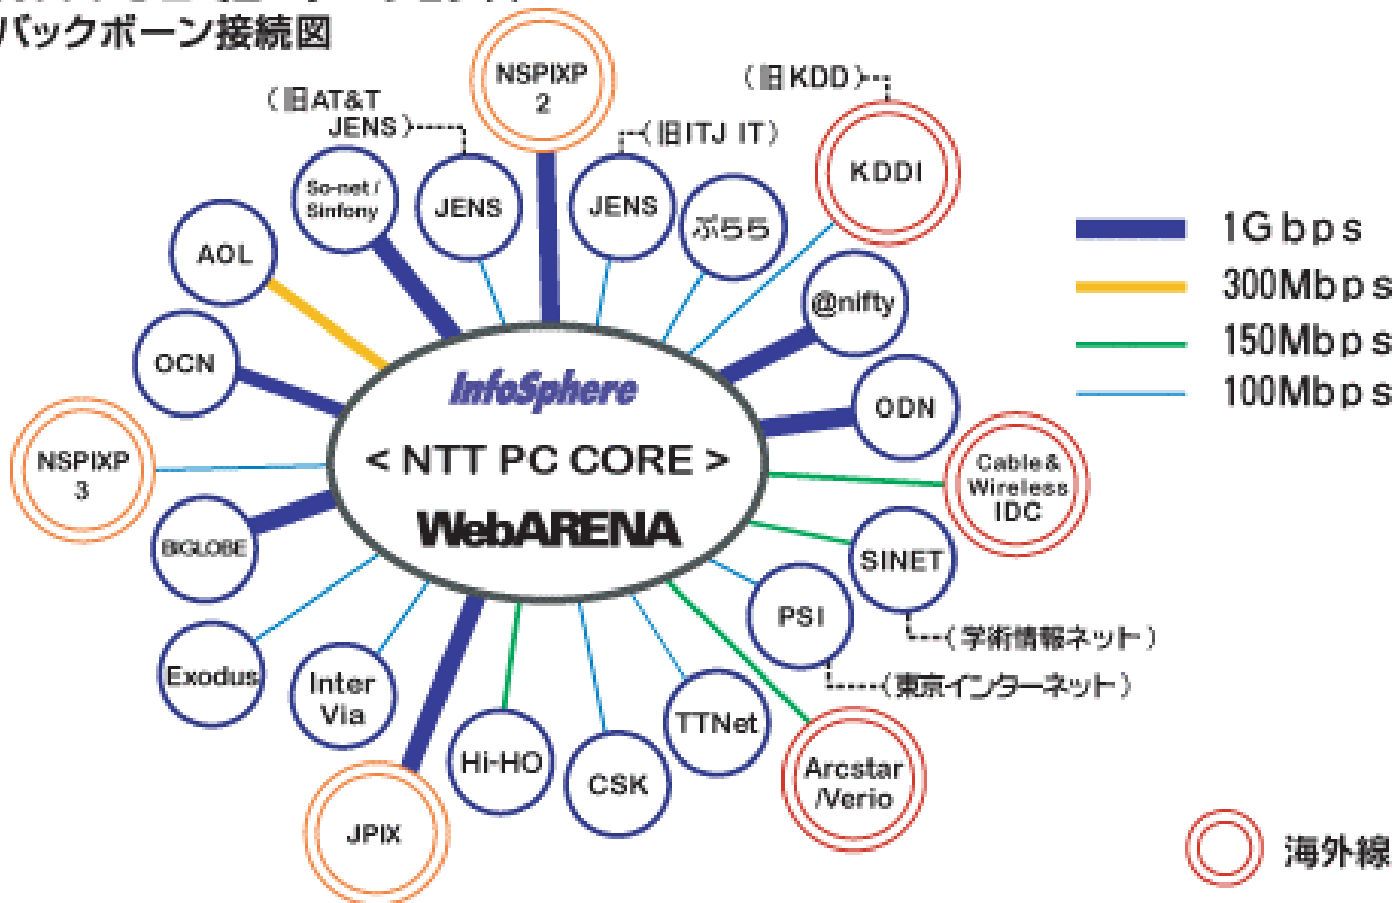 バックボーン接続図
NSPIXP
2
(旧AT&T
JENS)
(旧ITJ IT)
(旧KDD)
KDDI
So-net /
Sinfony
JENS
JENS
ぷ55
AOL
@nifty
OCN
ODN
NSPIXP
3
InfoSphere
< NTT PC CORE >
WebARENA
Cable&
Wireless
IDC
BIGLOBE
SINET
(学術情報ネット)
PSI
(東京インターネット)
Exodus
Inter
Via
JPIX
Hi-HO
CSK
TTNet
Arcstar
/Verio
1Gbps
300Mbps
150Mbps
100Mbps
海外線